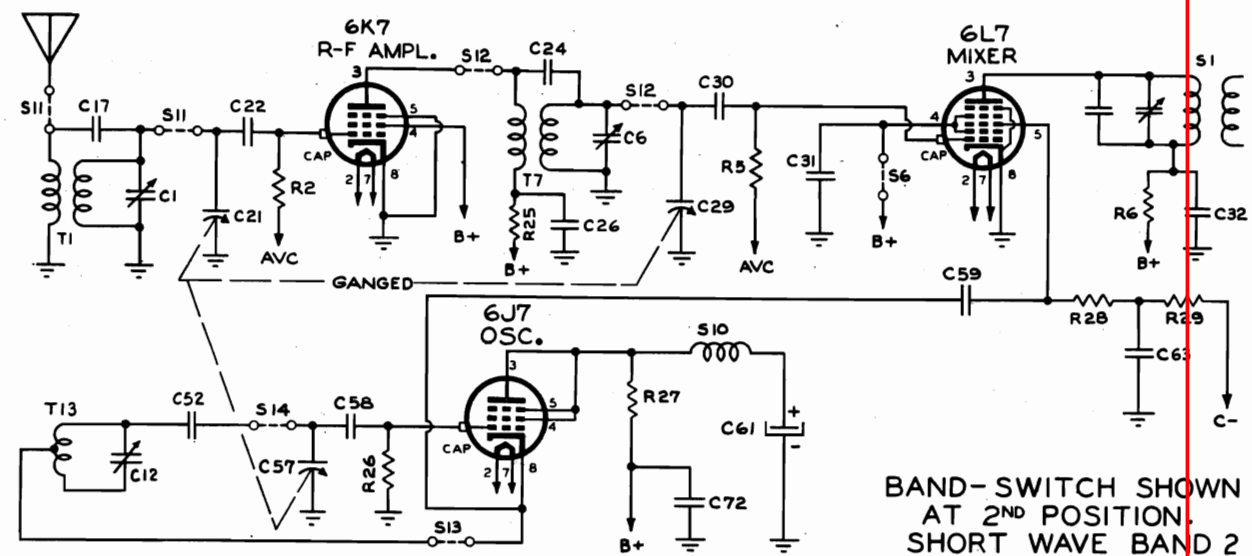 6K7
R-F AMPL.
6L7
MIXER
S12
C24
S1
3
3
S11
C17
S11
C22
S12
C30
5
4
C6
4
5
CAP
CAP
C31
S6
R5
2
7
8
2
7
8
C1
R2
T7
R6
C32
T1
C21
R25
C26
C29
B+
B+
AVC
B+
B+
AVC
GANGED
C59
6J7
OSC.
S10
R28
R29
3
C63
R27
C52
C58
T13
S14
5
4
C61
+
-
C-
CAP
C12
C57
R26
2
7
8
C72
BAND-SWITCH SHOWN
AT 2ND POSITION.
SHORT WAVE BAND 2
S13
B+